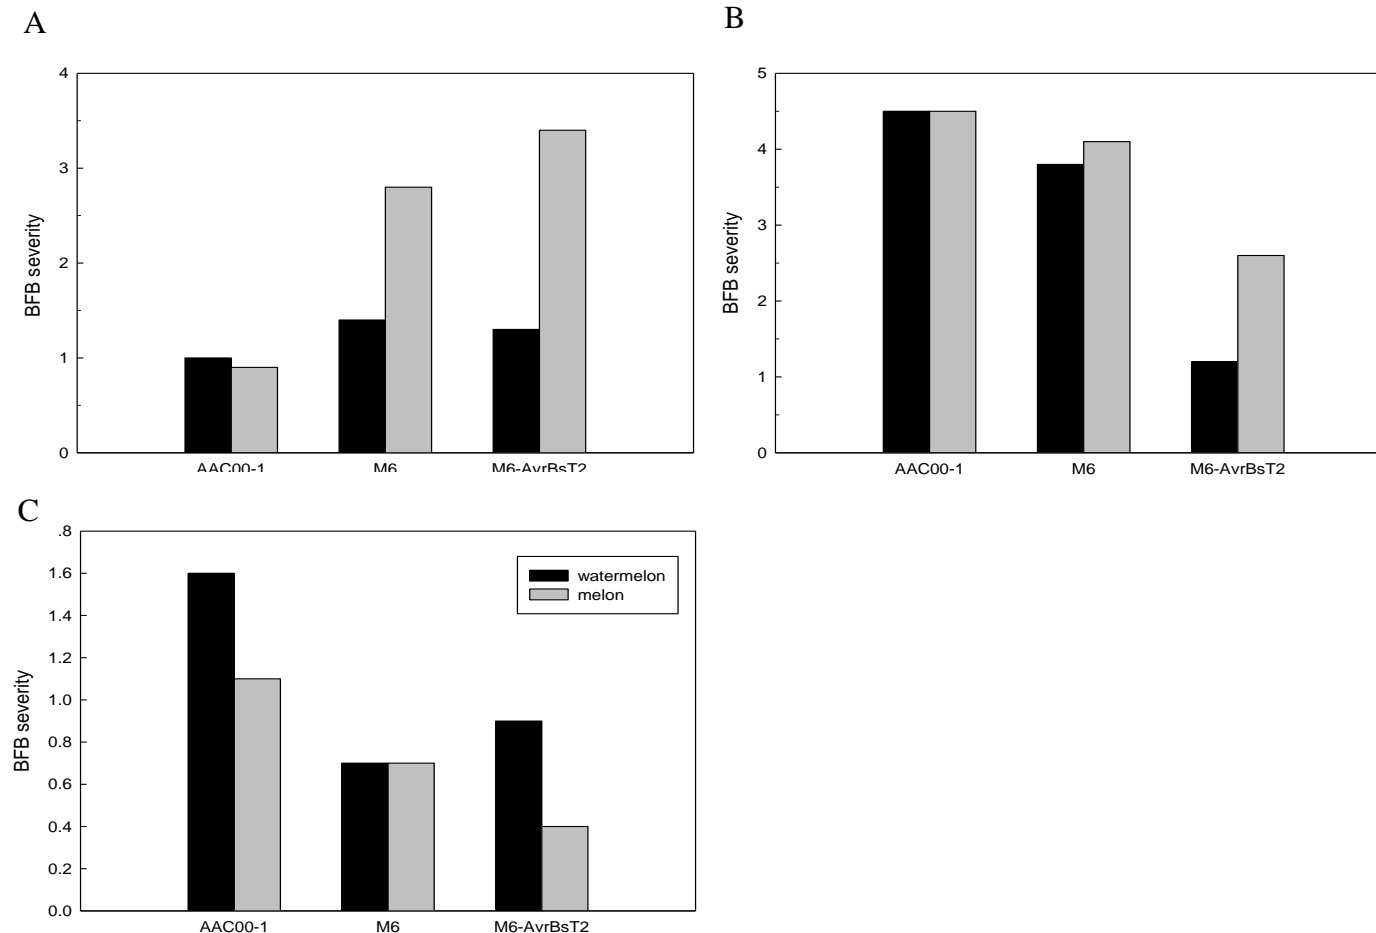 A
4
3
2
1
0
BFB severity
AAC00-1
M6
M6-AvrBsT2
B
5
4
3
2
1
0
BFB severity
AAC00-1
M6
M6-AvrBsT2
C
.8
1.6
1.4
1.2
1.0
0.8
0.6
0.4
0.2
0.0
BFB severity
watermelon
melon
AAC00-1
M6
M6-AvrBsT2